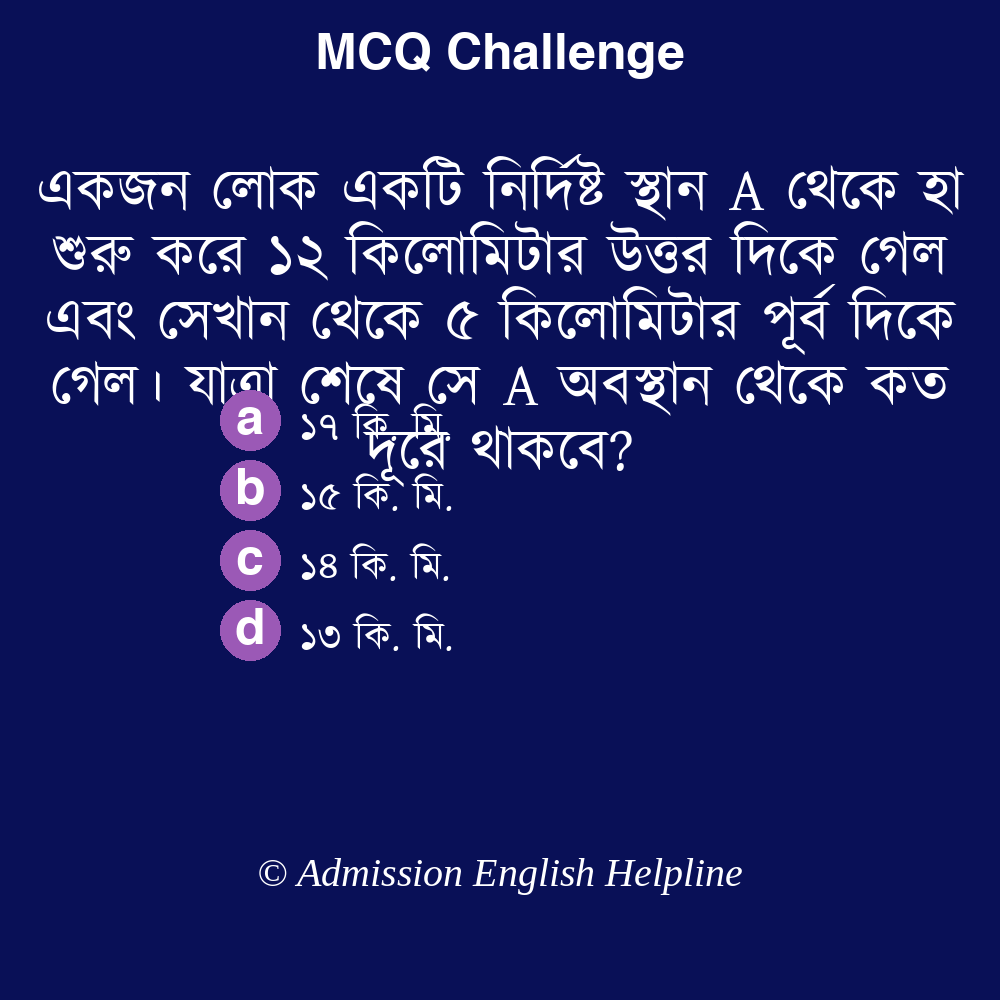 MCQ Challenge
একজন লোক একটি নির্দিষ্ট স্থান A থেকে হা
শুরু করে ১২ কিলোমিটার উত্তর দিকে গেল
এবং সেখান থেকে ৫ কিলোমিটার পূর্ব দিকে
গেল। যাত্রা শেষে সে A অবস্থান থেকে কত
দূরে থাকবে?
a ১৭ কি. মি.
b ১৫ কি. মি.
c ১৪ কি. মি.
d ১৩ কি. মি.
© Admission English Helpline